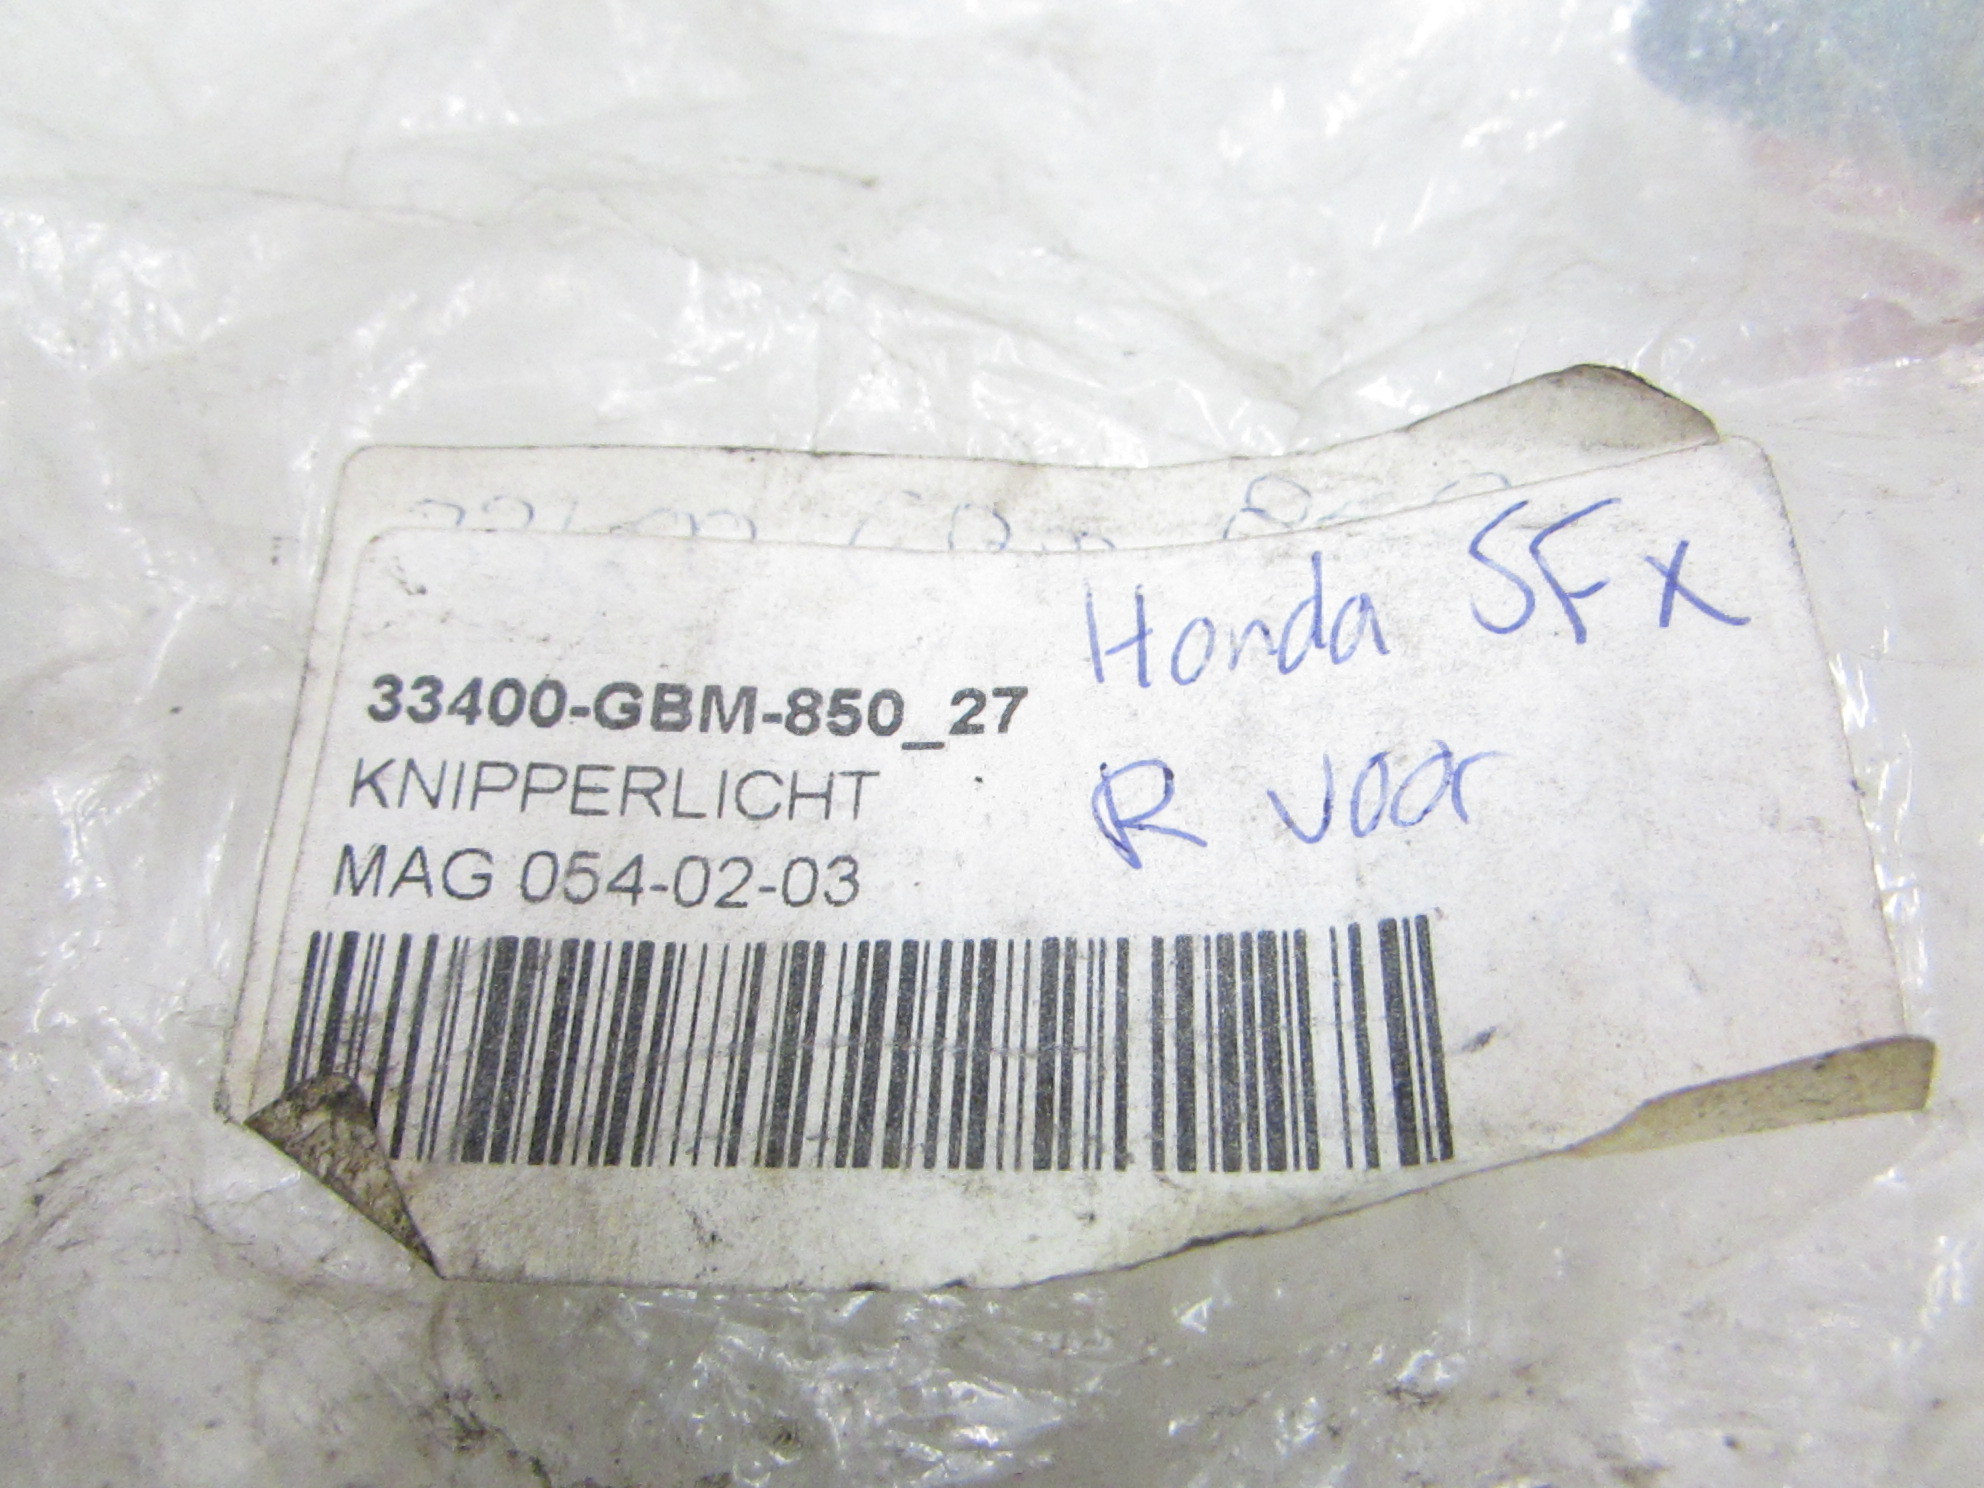 Honda SFX
33400-GBM-850_27
R voor
KNIPPERLICHT
MAG 054-02-03